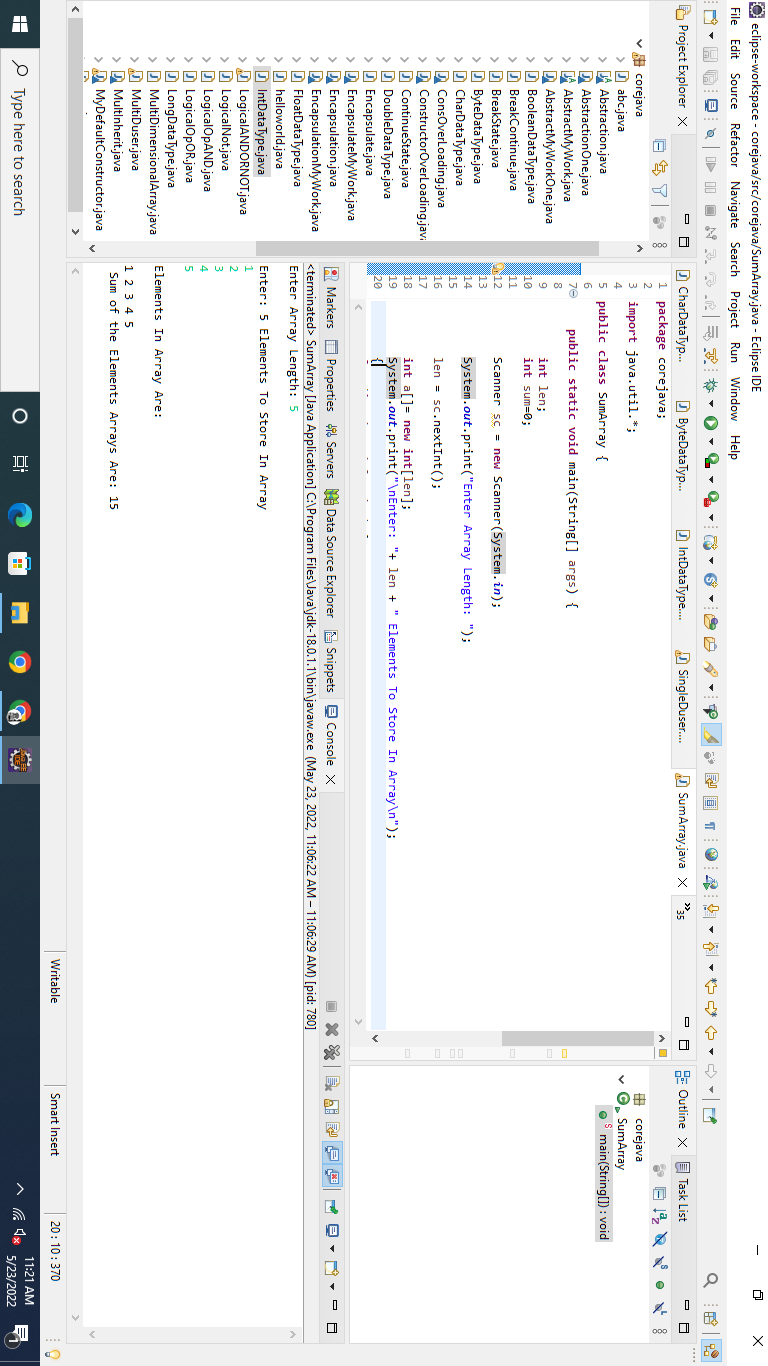 eclipse-workspace - corejava/src/corejava/SumArray.java - Eclipse IDE
File Edit Source Refactor Navigate Search Project Run Window Help
Project Explorer
corejava
abc.java
Abstraction.java
AbstractionOne.java
AbstractMyWork.java
AbstractMyWorkOne.java
BooleanDataType.java
BreakContinue.java
BreakState.java
ByteDataType.java
CharDataType.java
ConsOverLoading.java
ConstructorOverLoading.java
ContinueState.java
DoubleDataType.java
Encapsulate.java
EncapsulateMyWork.java
Encapsulation.java
EncapsulationMyWork.java
FloatDataType.java
helloworld.java
IntDataType.java
LogicalANDORNOT.java
LogicalNot.java
LogicalOpAND.java
LogicalOpOR.java
LongDataType.java
MultiDimensionalArray.java
MultiDuser.java
MultiInherit.java
MyDefaultConstructor.java
CharDataTyp... ByteDataTyp... IntDataType.... SingleDuser.... SumArray.java 35
1 package corejava;
2
3 import java.util.*;
4
5 public class SumArray {
6
7 public static void main(String[] args) {
8
9 int len;
10 int sum=0;
11
12 Scanner sc = new Scanner(System.in);
13
14 System.out.print("Enter Array Length: ");
15
16 len = sc.nextInt();
17
18 int a[]= new int[len];
19 System.out.print("\nEnter: "+ len + " Elements To Store In Array\n");
20 {
Outline Task List
corejava
SumArray
main(String[]) : void
Markers Properties Servers Data Source Explorer Snippets Console
<terminated> SumArray [Java Application] C:\Program Files\Java\jdk-18.0.1.1\bin\javaw.exe (May 23, 2022, 11:06:22 AM – 11:06:29 AM) [pid: 780]
Enter Array Length: 5
Enter: 5 Elements To Store In Array
1
2
3
4
5
Elements In Array Are:
1 2 3 4 5
Sum of the Elements Arrays Are: 15
Writable Smart Insert 20 : 10 : 370
Type here to search
11:21 AM
5/23/2022
1